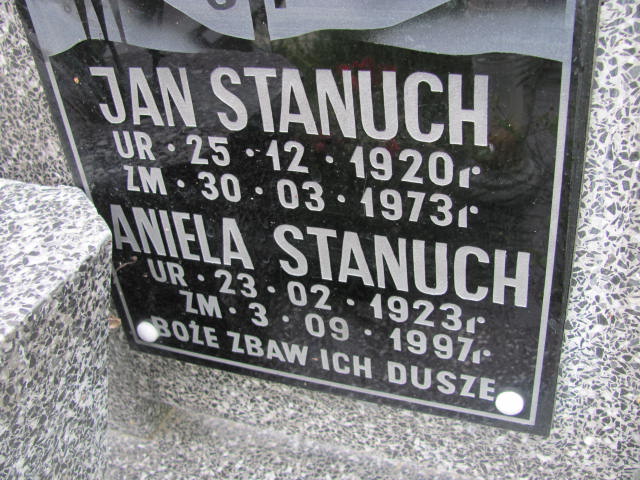 JAN STANUCH
UR · 25 · 12 · 1920r.
ZM · 30 · 03 · 1973r.
ANIELA STANUCH
UR · 23 · 02 · 1923r.
ZM · 3 · 09 · 1997r.
BOŻE ZBAW ICH DUSZE